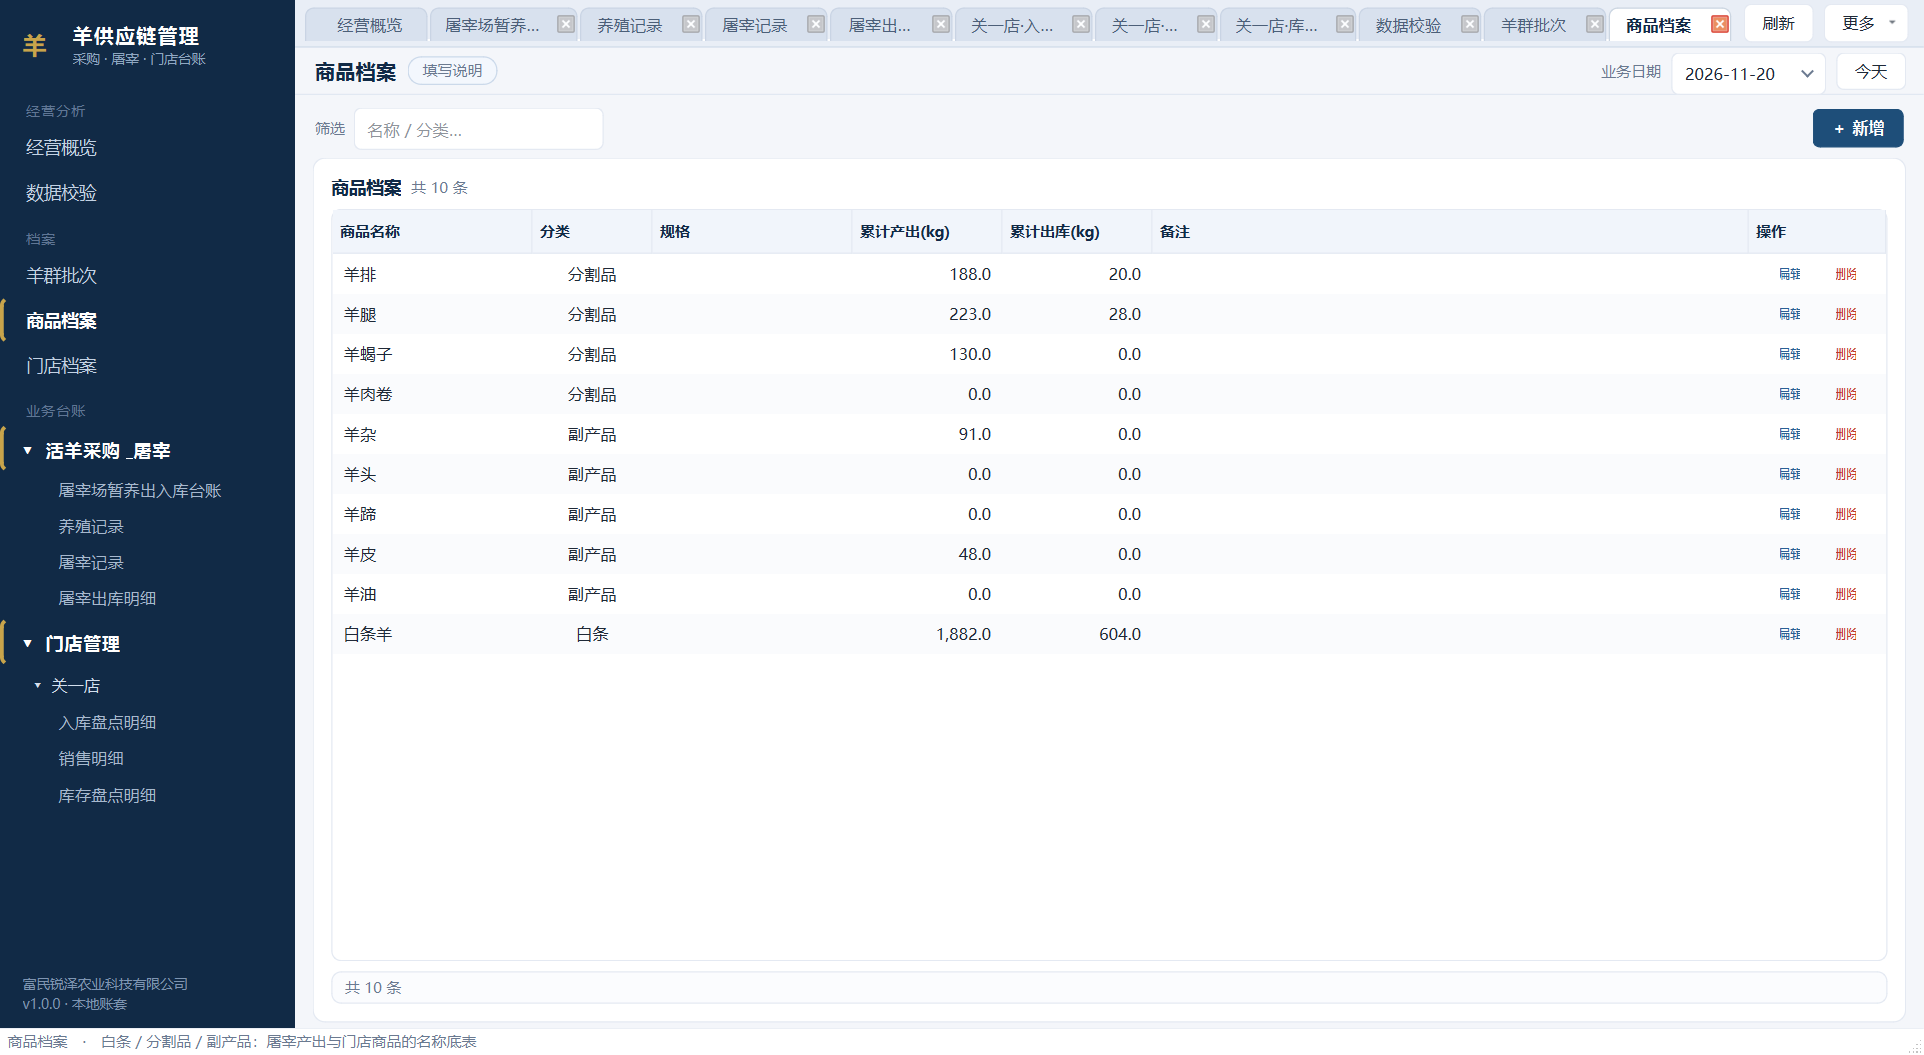 羊 羊供应链管理
采购 · 屠宰 · 门店台账
经营分析
经营概览
数据校验
档案
羊群批次
商品档案
门店档案
业务台账
▼ 活羊采购 _屠宰
屠宰场暂养出入库台账
养殖记录
屠宰记录
屠宰出库明细
▼ 门店管理
▼ 关一店
入库盘点明细
销售明细
库存盘点明细
富民锐泽农业科技有限公司
v1.0.0 · 本地账套
经营概览 屠宰场暂养... 养殖记录 屠宰记录 屠宰出... 关一店·入... 关一店·... 关一店·库... 数据校验 羊群批次 商品档案 刷新 更多
商品档案 填写说明 业务日期 2026-11-20 今天
筛选 名称 / 分类... + 新增
商品档案 共 10 条
商品名称 分类 规格 累计产出(kg) 累计出库(kg) 备注 操作
羊排 分割品 188.0 20.0 编辑 删除
羊腿 分割品 223.0 28.0 编辑 删除
羊蝎子 分割品 130.0 0.0 编辑 删除
羊肉卷 分割品 0.0 0.0 编辑 删除
羊杂 副产品 91.0 0.0 编辑 删除
羊头 副产品 0.0 0.0 编辑 删除
羊蹄 副产品 0.0 0.0 编辑 删除
羊皮 副产品 48.0 0.0 编辑 删除
羊油 副产品 0.0 0.0 编辑 删除
白条羊 白条 1,882.0 604.0 编辑 删除
共 10 条
商品档案 · 白条 / 分割品 / 副产品：屠宰产出与门店商品的名称底表